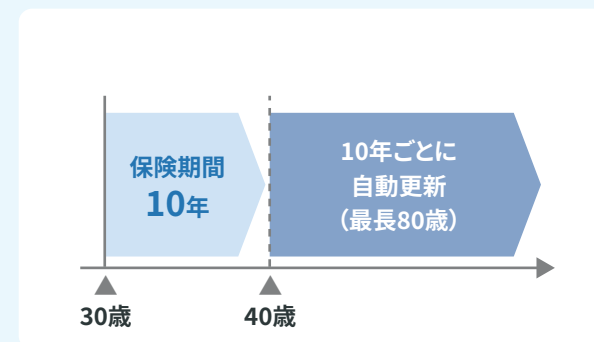 保険期間
10年
10年ごとに
自動更新
（最長80歳）
30歳
40歳